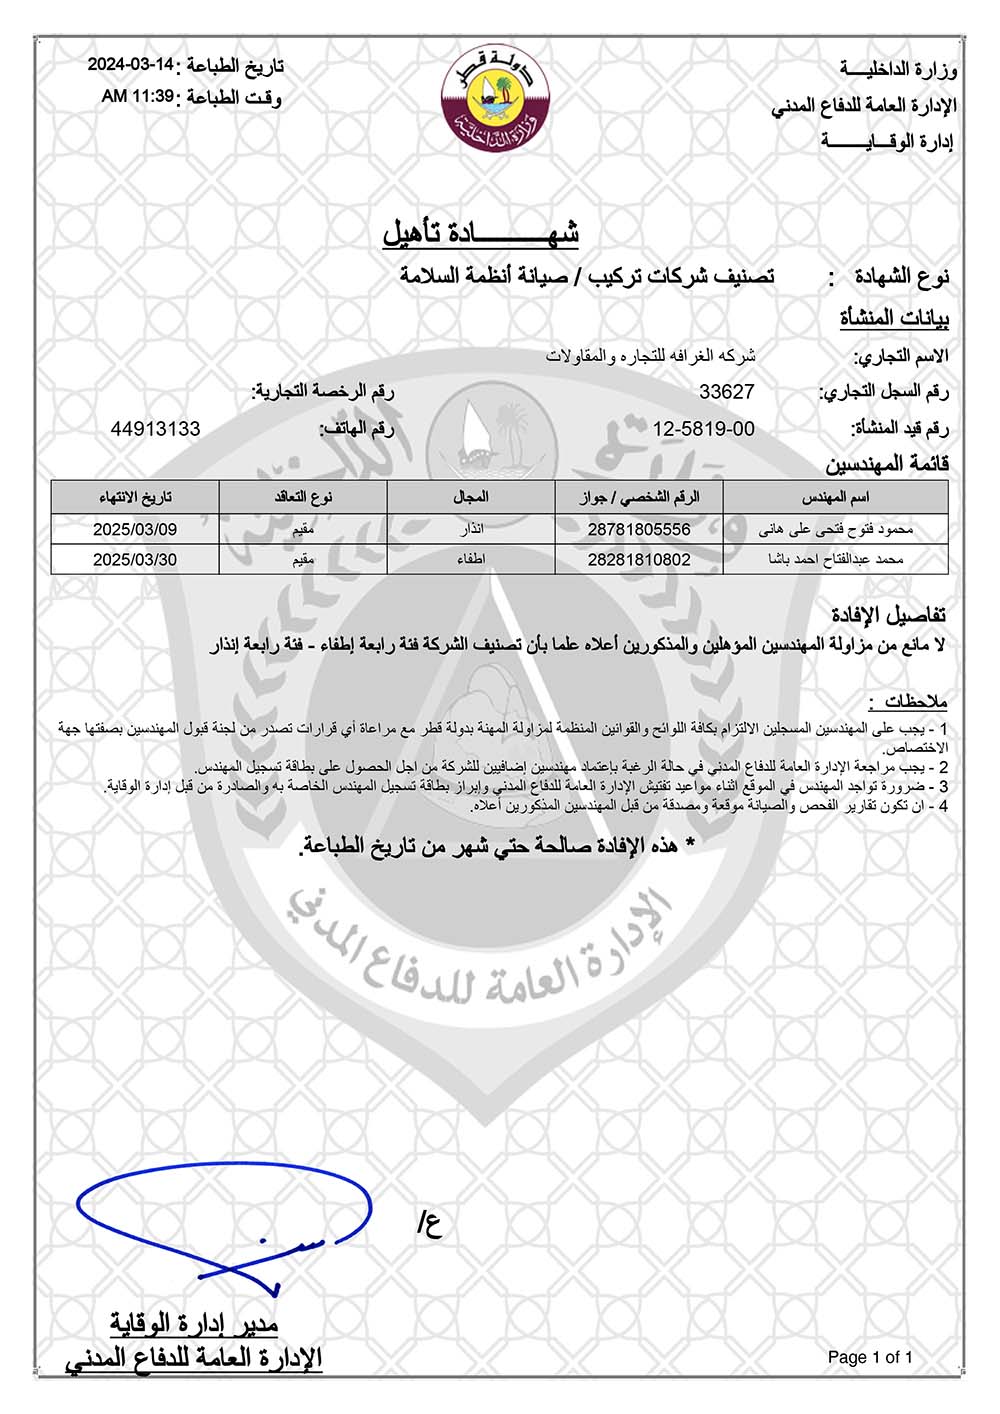 وزارة الداخليـــة
الإدارة العامة للدفاع المدني
إدارة الوقـــايـــــــة
دولة قطر
وزارة الداخلية
تاريخ الطباعة : 2024-03-14
وقت الطباعة : 11:39 AM
شهـــــــــادة تأهيل
نوع الشهادة : تصنيف شركات تركيب / صيانة أنظمة السلامة
بيانات المنشأة
الاسم التجاري: شركه الغرافه للتجاره والمقاولات
رقم السجل التجاري: 33627 رقم الرخصة التجارية:
رقم قيد المنشأة: 12-5819-00 رقم الهاتف: 44913133
قائمة المهندسين
اسم المهندس الرقم الشخصي / جواز المجال نوع التعاقد تاريخ الانتهاء
محمود فتوح فتحى على هانى 28781805556 انذار مقيم 2025/03/09
محمد عبدالفتاح احمد باشا 28281810802 اطفاء مقيم 2025/03/30
تفاصيل الإفادة
لا مانع من مزاولة المهندسين المؤهلين والمذكورين أعلاه علما بأن تصنيف الشركة فئة رابعة إطفاء - فئة رابعة إنذار
ملاحظات :
1 - يجب على المهندسين المسجلين الالتزام بكافة اللوائح والقوانين المنظمة لمزاولة المهنة بدولة قطر مع مراعاة أي قرارات تصدر من لجنة قبول المهندسين بصفتها جهة
الاختصاص.
2 - يجب مراجعة الإدارة العامة للدفاع المدني في حالة الرغبة بإعتماد مهندسين إضافيين للشركة من اجل الحصول على بطاقة تسجيل المهندس.
3 - ضرورة تواجد المهندس في الموقع اثناء مواعيد تفتيش الإدارة العامة للدفاع المدني وإبراز بطاقة تسجيل المهندس الخاصة به والصادرة من قبل إدارة الوقاية.
4 - ان تكون تقارير الفحص والصيانة موقعة ومصدقة من قبل المهندسين المذكورين أعلاه.
* هذه الإفادة صالحة حتي شهر من تاريخ الطباعة.
الإدارة العامة للدفاع المدني
ع/
مدير إدارة الوقاية
الإدارة العامة للدفاع المدني
Page 1 of 1